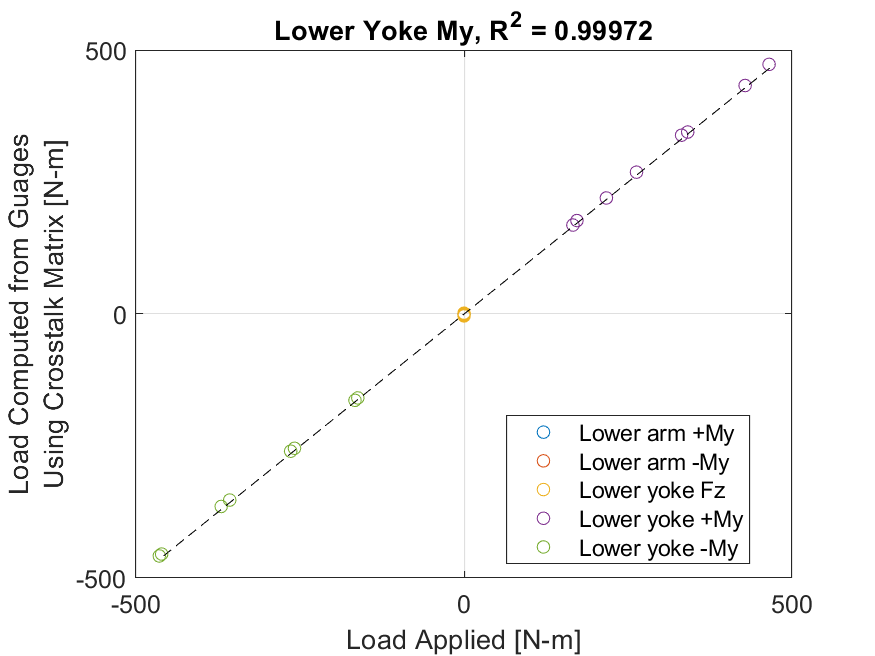 Lower Yoke My, R² = 0.99972
Load Computed from Guages
Using Crosstalk Matrix [N-m]
500
0
-500
-500
0
500
Load Applied [N-m]
Lower arm +My
Lower arm -My
Lower yoke Fz
Lower yoke +My
Lower yoke -My